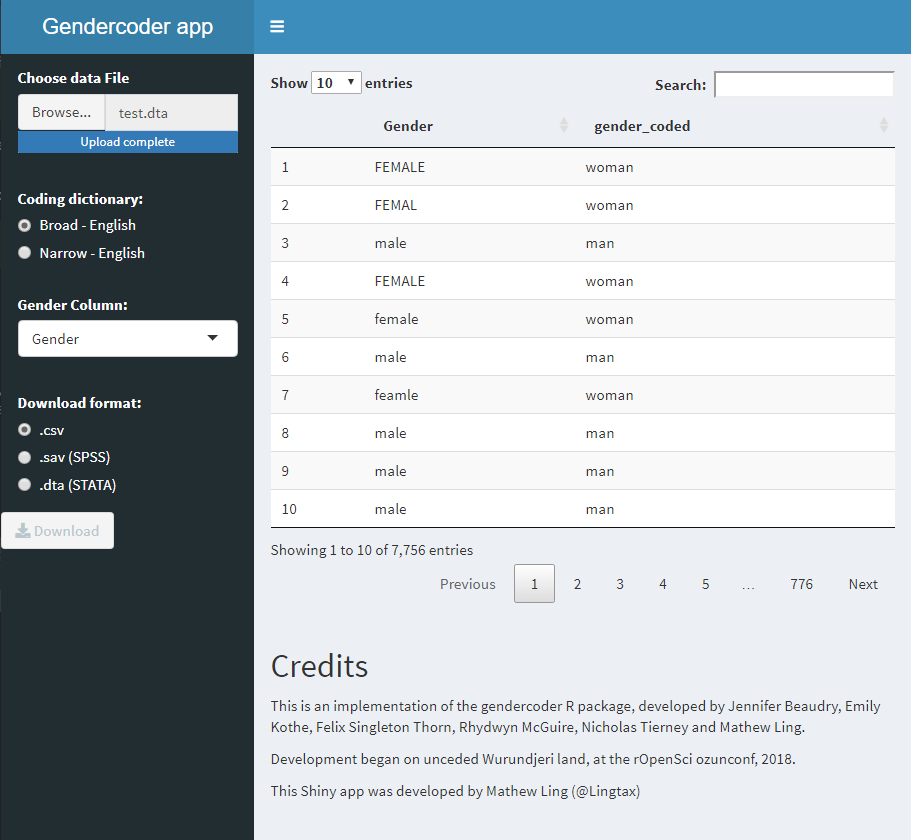 Gendercoder app
Choose data File
Browse... test.dta
Upload complete
Coding dictionary:
Broad - English
Narrow - English
Gender Column:
Gender
Download format:
.csv
.sav (SPSS)
.dta (STATA)
Download
Show 10 entries
Search:
Gender gender_coded
1 FEMALE woman
2 FEMAL woman
3 male man
4 FEMALE woman
5 female woman
6 male man
7 feamle woman
8 male man
9 male man
10 male man
Showing 1 to 10 of 7,756 entries
Previous 1 2 3 4 5 … 776 Next
Credits
This is an implementation of the gendercoder R package, developed by Jennifer Beaudry, Emily
Kothe, Felix Singleton Thorn, Rhydwyn McGuire, Nicholas Tierney and Mathew Ling.
Development began on unceded Wurundjeri land, at the rOpenSci ozunconf, 2018.
This Shiny app was developed by Mathew Ling (@Lingtax)